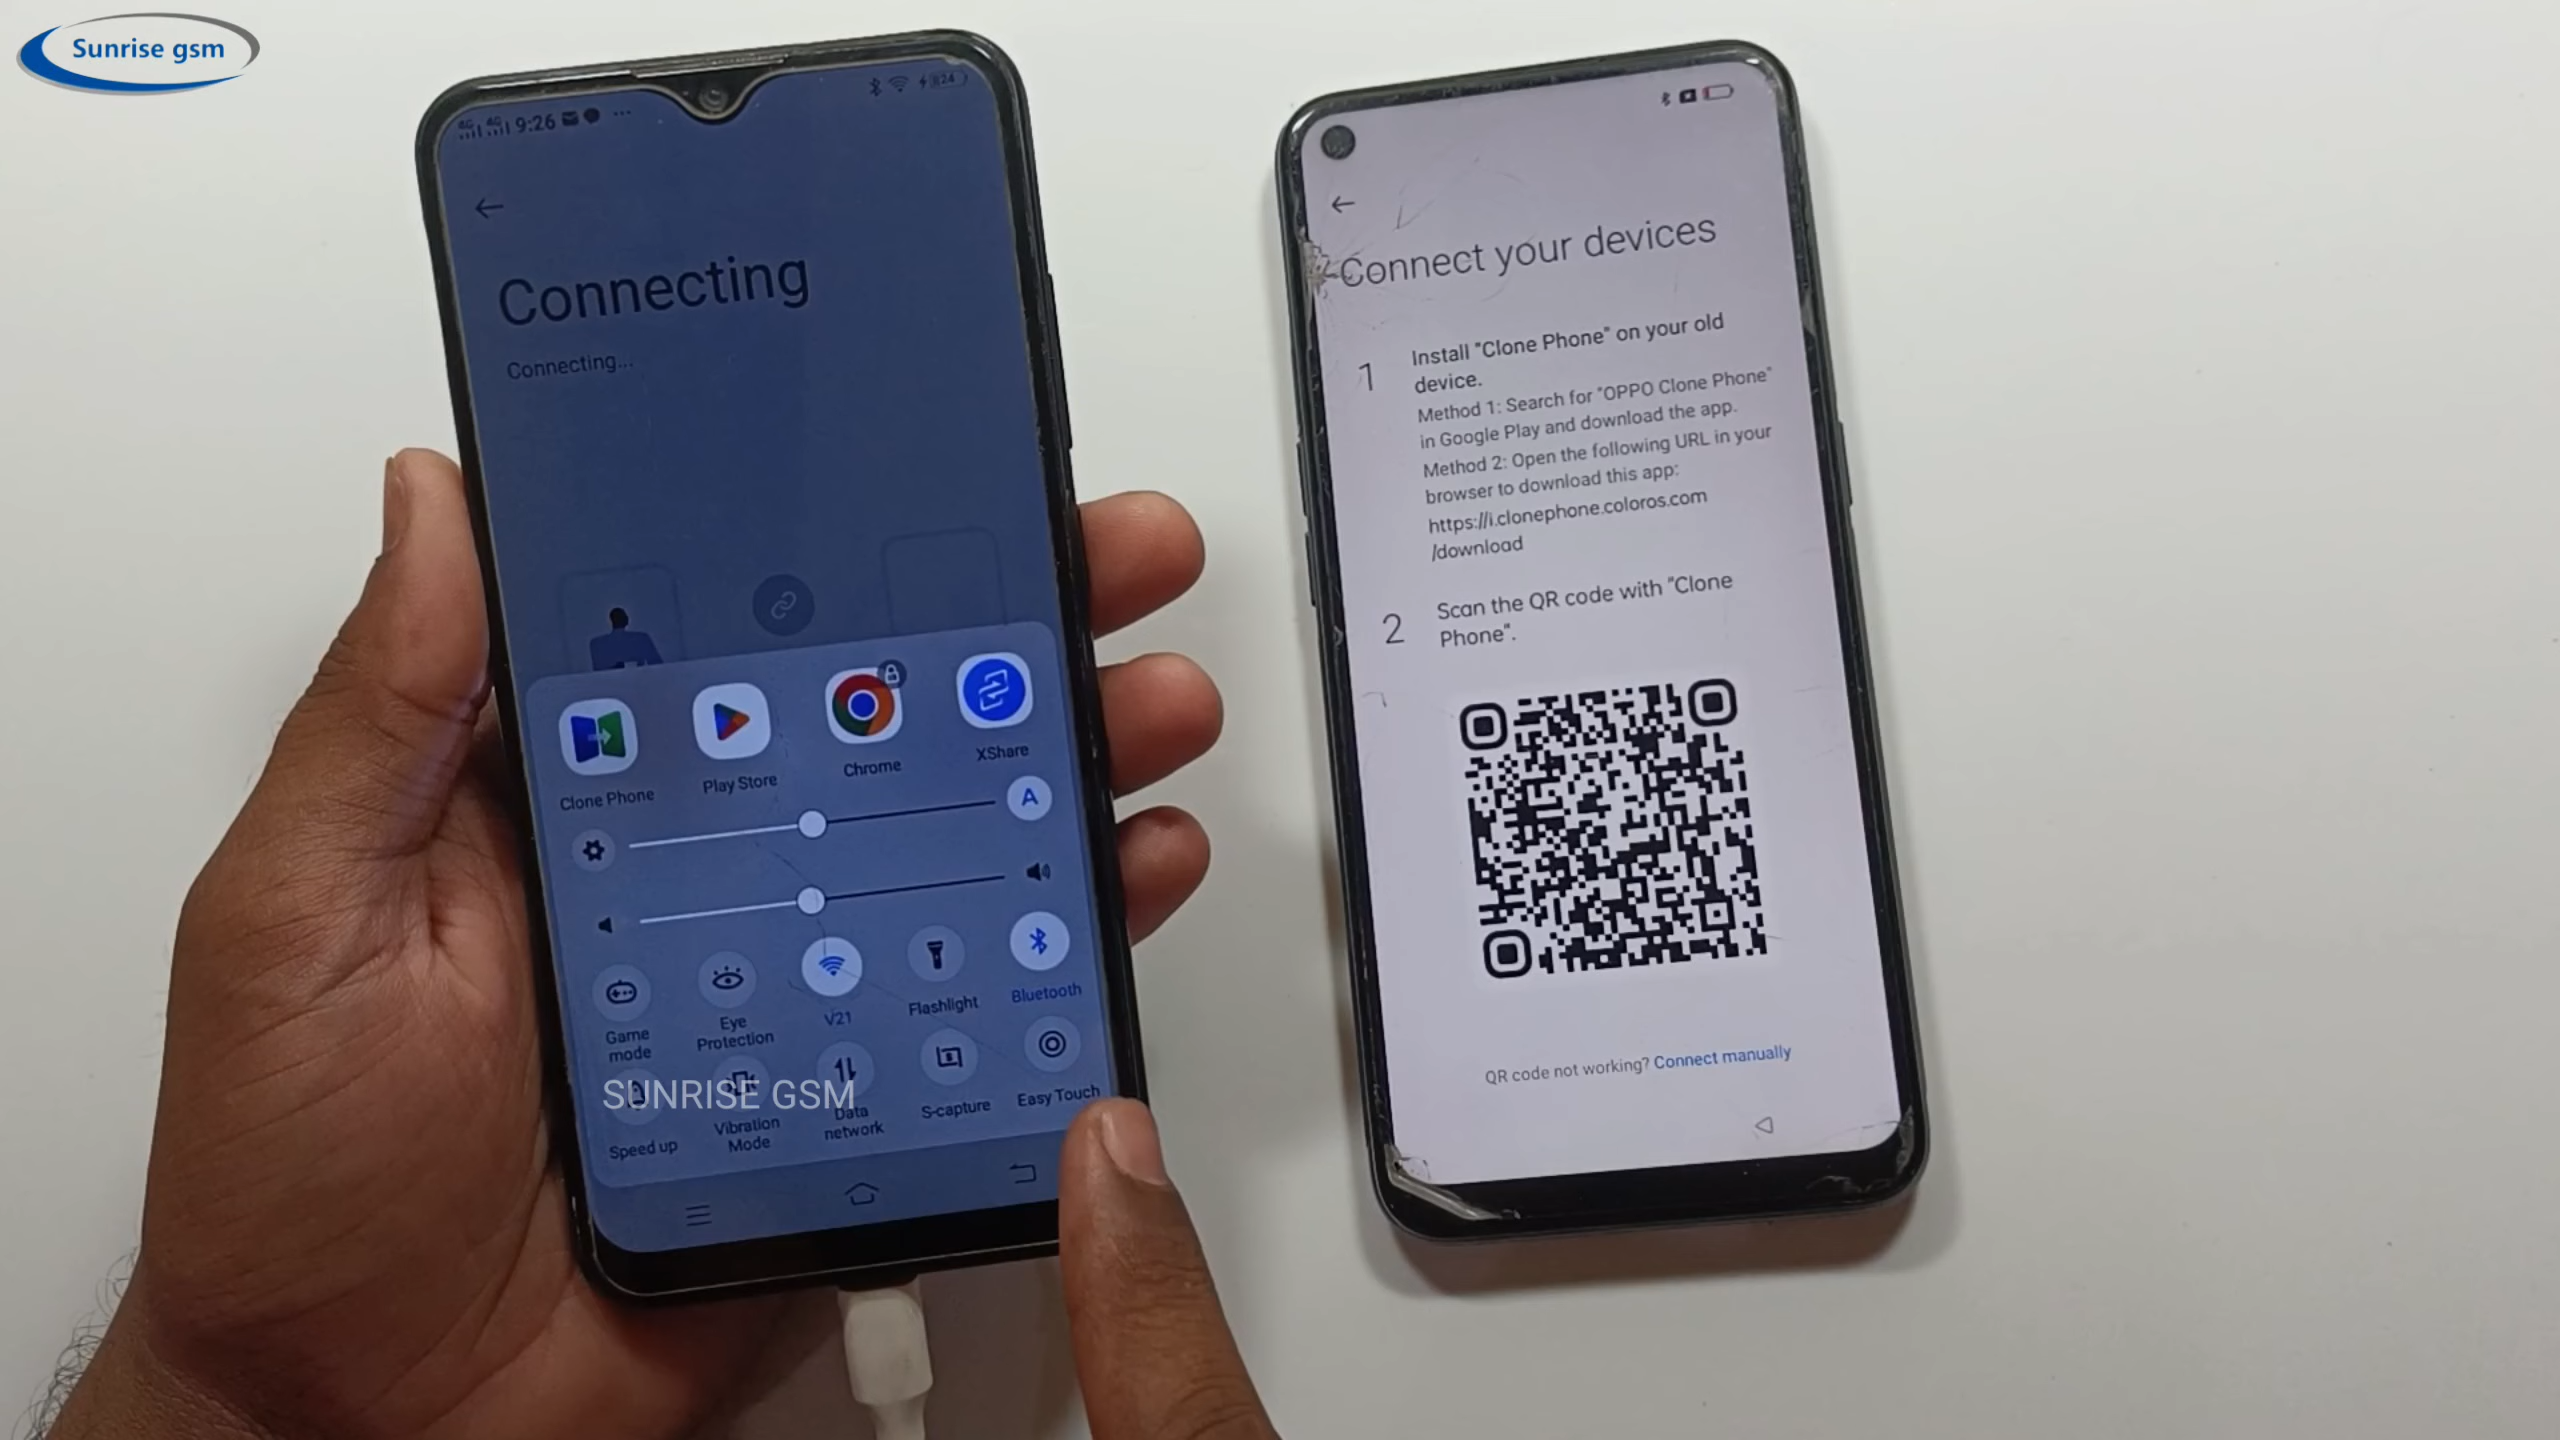 Sunrise gsm
4G 4G 9:26
24
Connecting
Connecting...
Clone Phone
Play Store
Chrome
XShare
A
Game
mode
Eye
Protection
V21
Flashlight
Bluetooth
Speed up
Vibration
Mode
Data
network
S-capture
Easy Touch
SUNRISE GSM
Connect your devices
1
Install "Clone Phone" on your old
device.
Method 1: Search for "OPPO Clone Phone"
in Google Play and download the app.
Method 2: Open the following URL in your
browser to download this app:
https://i.clonephone.coloros.com
/download
2
Scan the QR code with "Clone
Phone".
QR code not working? Connect manually